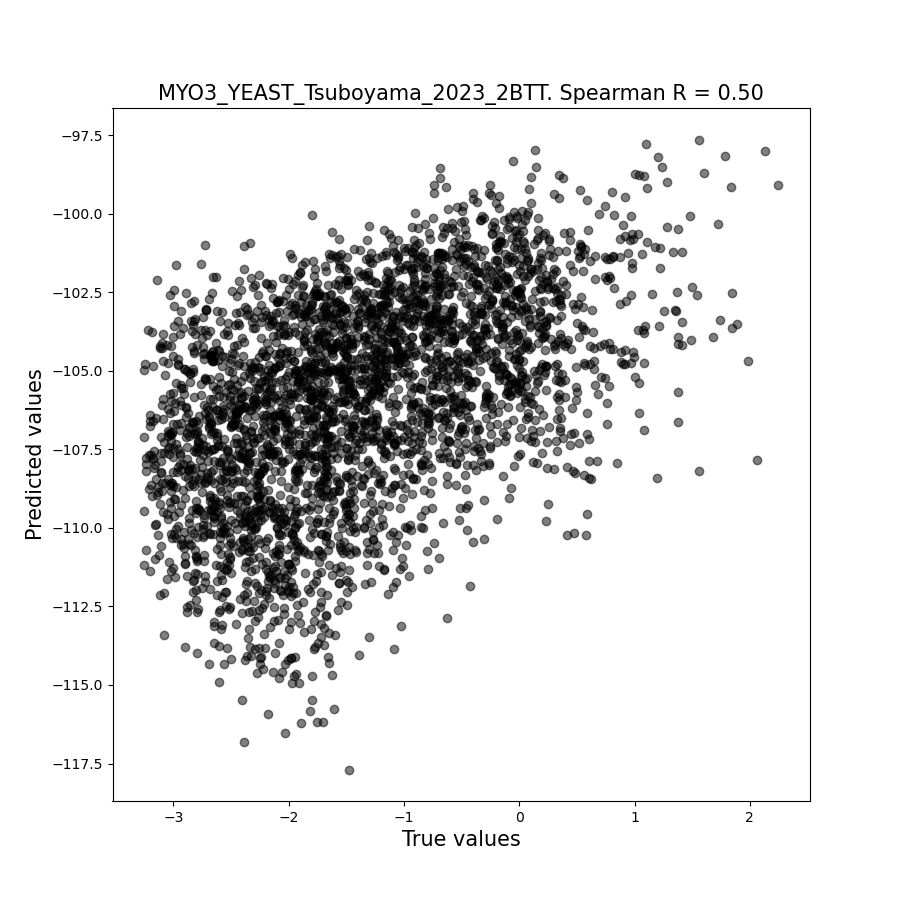 MYO3_YEAST_Tsuboyama_2023_2BTT. Spearman R = 0.50
Predicted values
−97.5
−100.0
−102.5
−105.0
−107.5
−110.0
−112.5
−115.0
−117.5
−3 −2 −1 0 1 2
True values